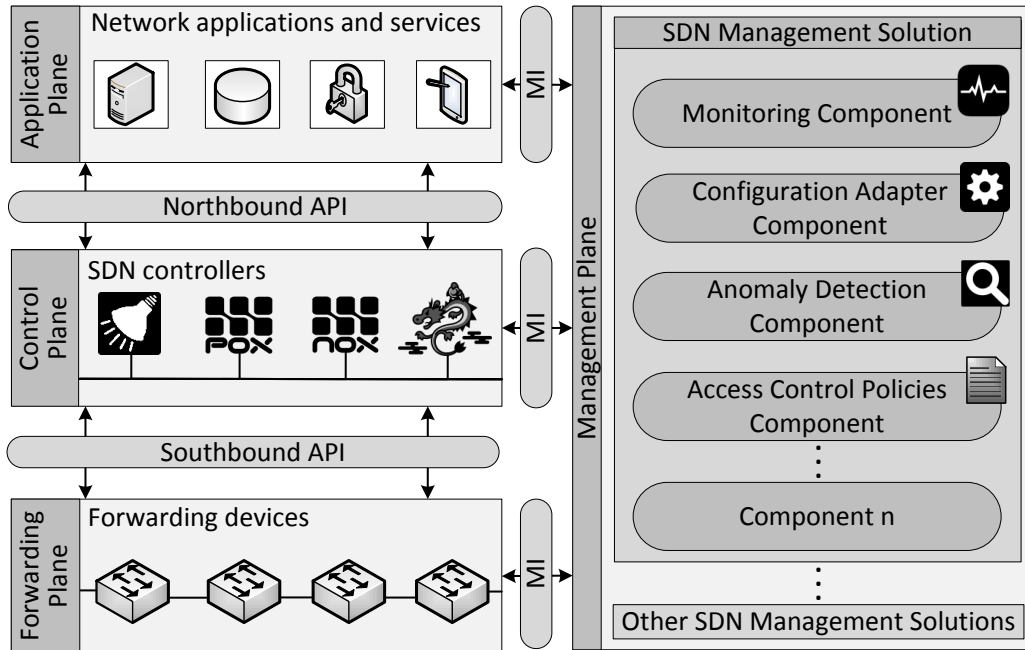 Application
Plane
Network applications and services
MI
Northbound API
Control
Plane
SDN controllers
POX
NOX
MI
Southbound API
Forwarding
Plane
Forwarding devices
MI
Management Plane
SDN Management Solution
Monitoring Component
Configuration Adapter
Component
Anomaly Detection
Component
Access Control Policies
Component
Component n
Other SDN Management Solutions